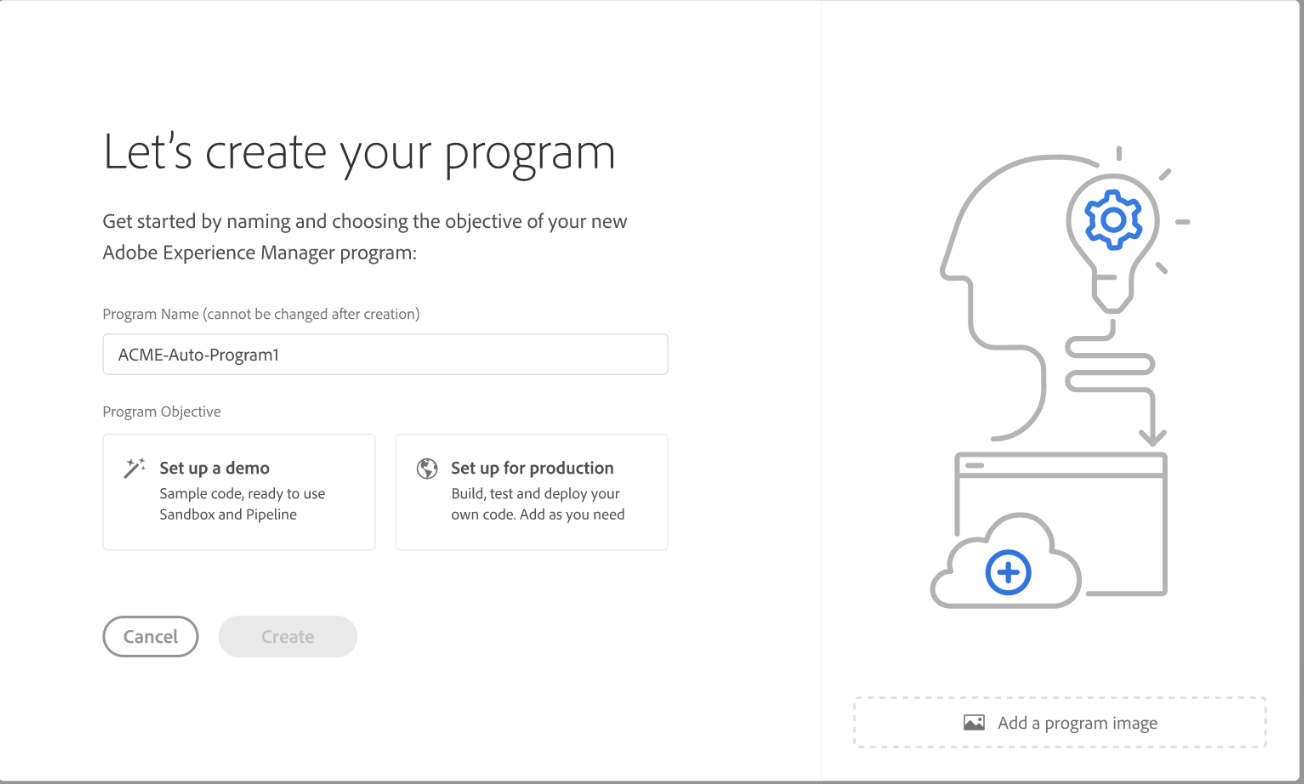 Let's create your program
Get started by naming and choosing the objective of your new
Adobe Experience Manager program:
Program Name (cannot be changed after creation)
ACME-Auto-Program1
Program Objective
Set up a demo
Sample code, ready to use
Sandbox and Pipeline
Set up for production
Build, test and deploy your
own code. Add as you need
Cancel
Create
Add a program image